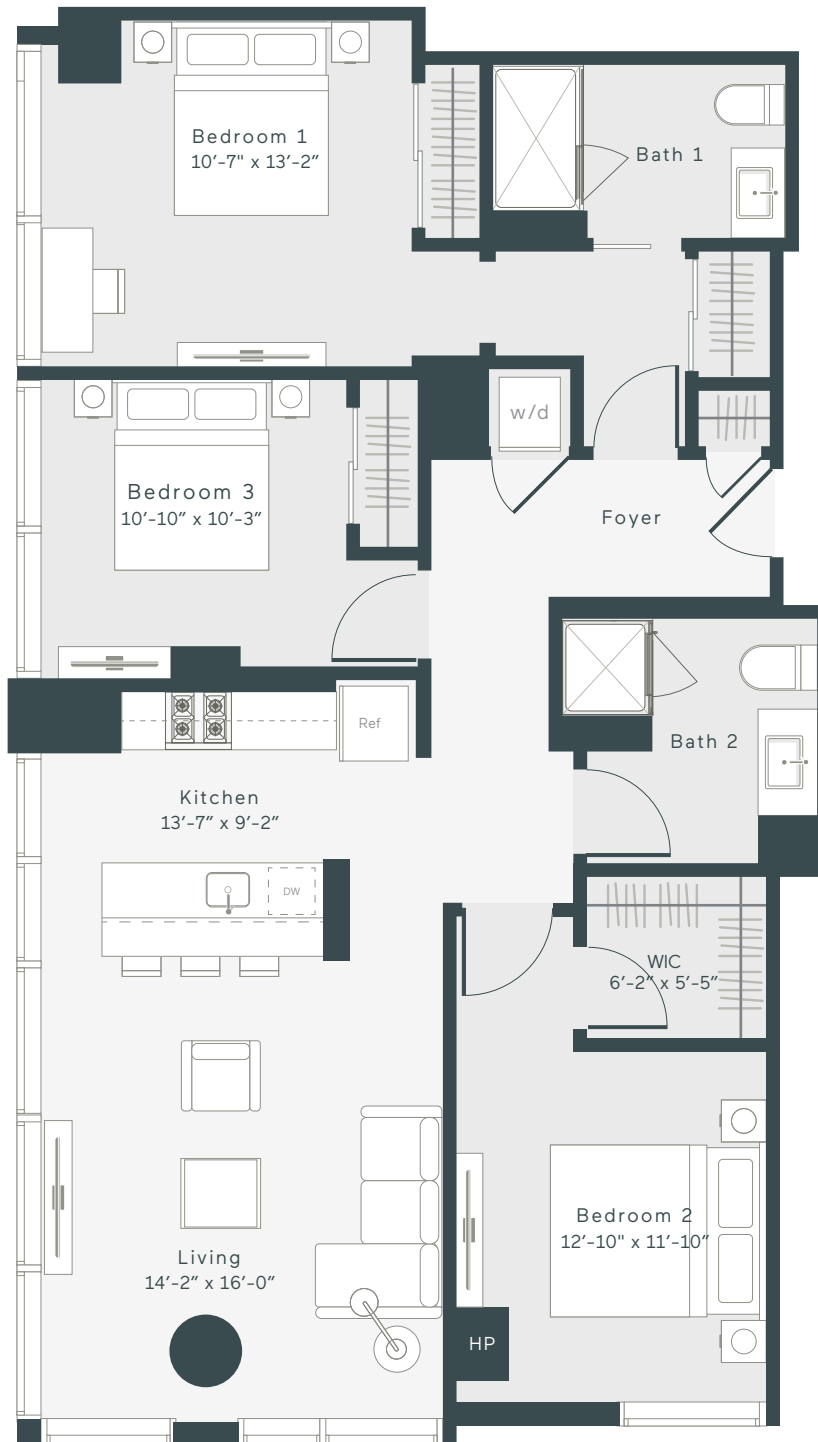 Bedroom 1
10′-7" x 13′-2″
Bath 1
w/d
Bedroom 3
10′-10″ x 10′-3″
Foyer
Ref
Bath 2
Kitchen
13′-7″ x 9′-2″
DW
WIC
6′-2″ x 5′-5″
Bedroom 2
12′-10" x 11′-10″
Living
14′-2″ x 16′-0″
HP